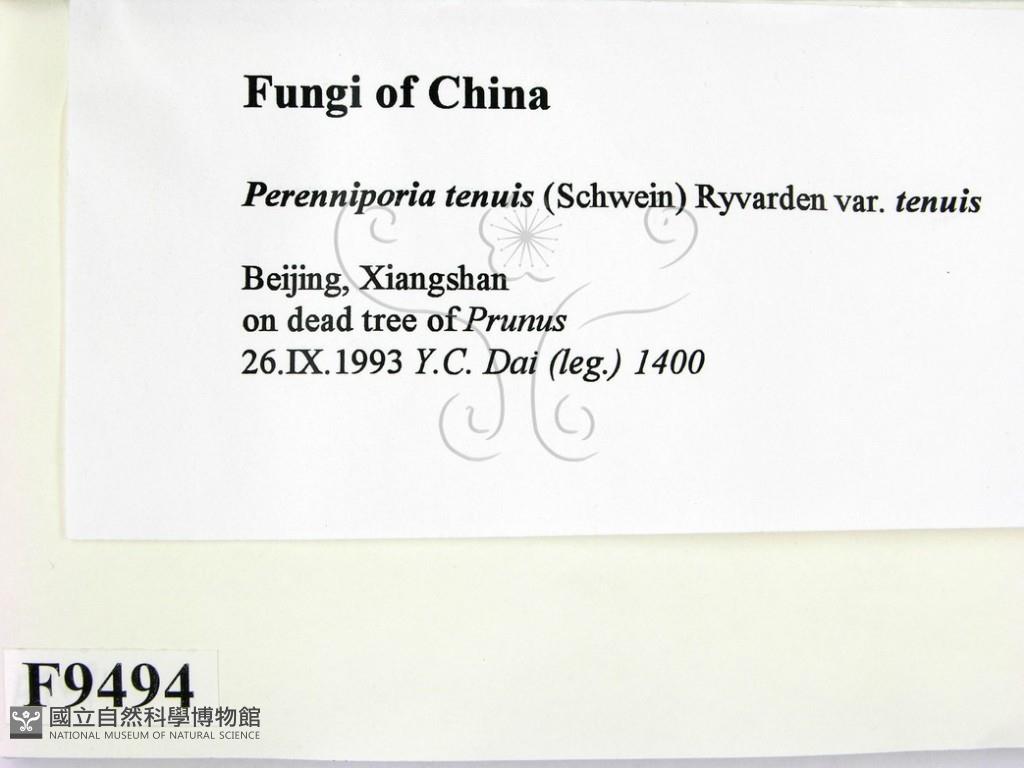 Fungi of China
Perenniporia tenuis (Schwein) Ryvarden var. tenuis
Beijing, Xiangshan
on dead tree of Prunus
26.IX.1993 Y.C. Dai (leg.) 1400
F9494
國立自然科學博物館
NATIONAL MUSEUM OF NATURAL SCIENCE